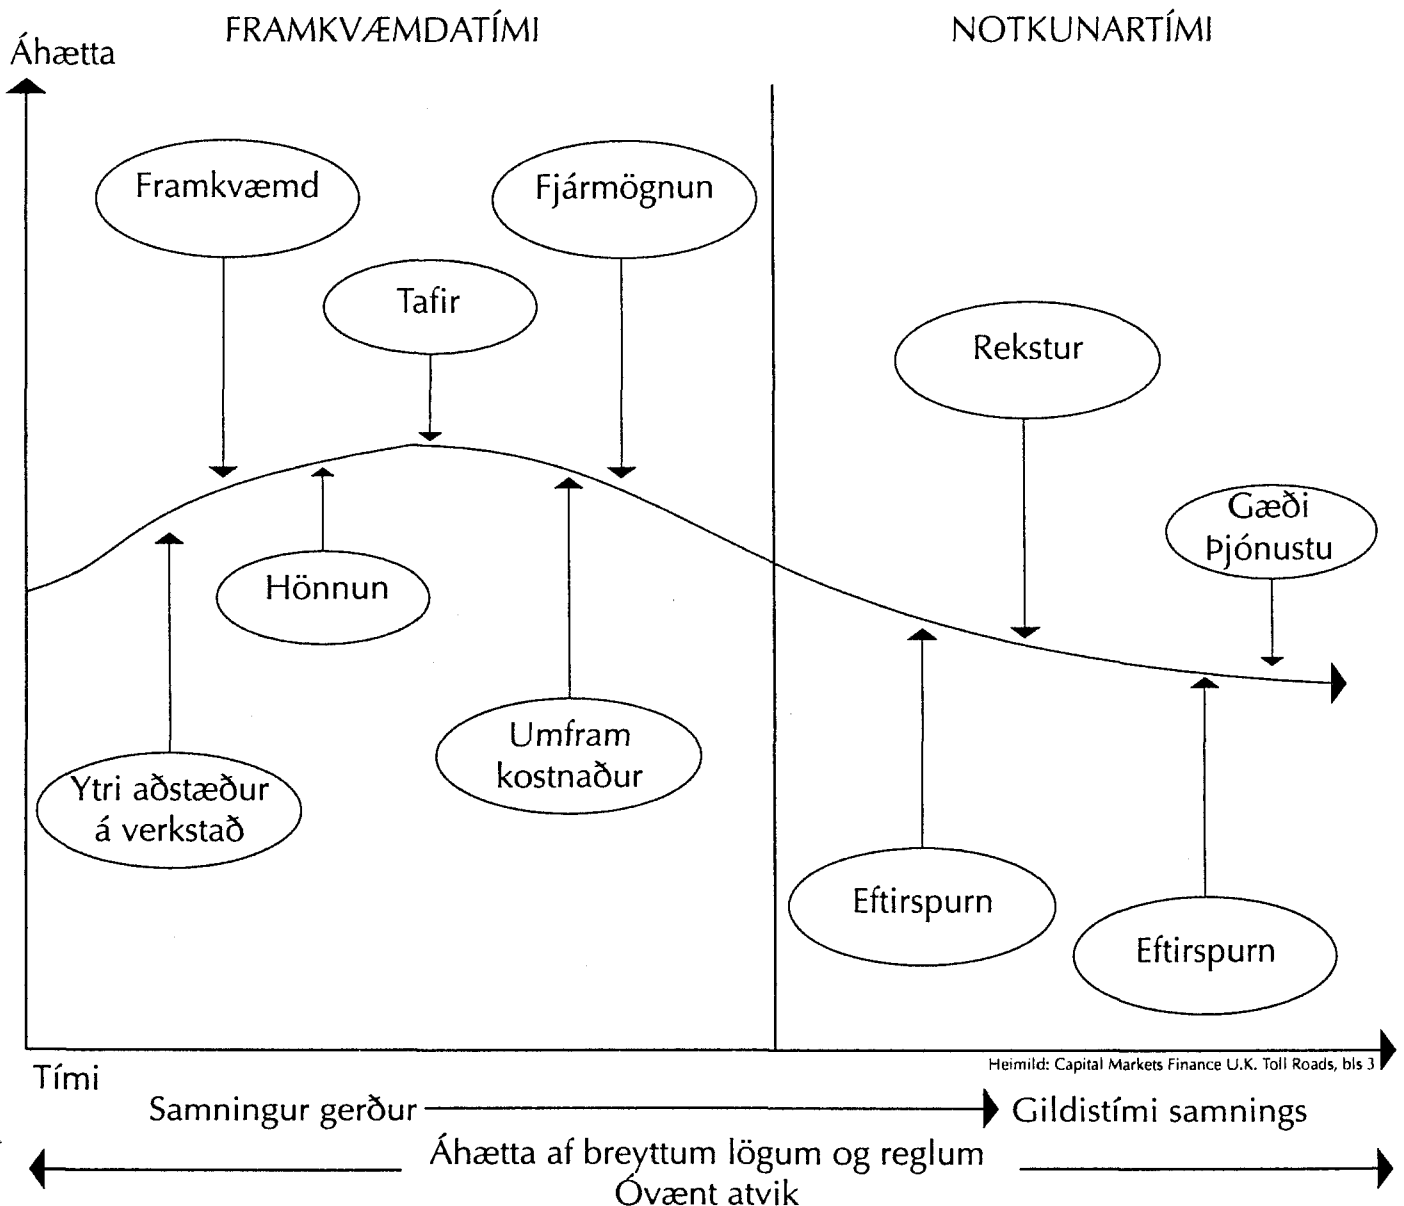 FRAMKVÆMDATÍMI
NOTKUNARTÍMI
Áhætta
Framkvæmd
Fjármögnun
Tafir
Rekstur
Gæði
Þjónustu
Hönnun
Umfram
kostnaður
Ytri aðstæður
á verkstað
Eftirspurn
Eftirspurn
Heimild: Capital Markets Finance U.K. Toll Roads, bls 3
Tími
Samningur gerður
Gildistími samnings
Áhætta af breyttum lögum og reglum
Óvænt atvik